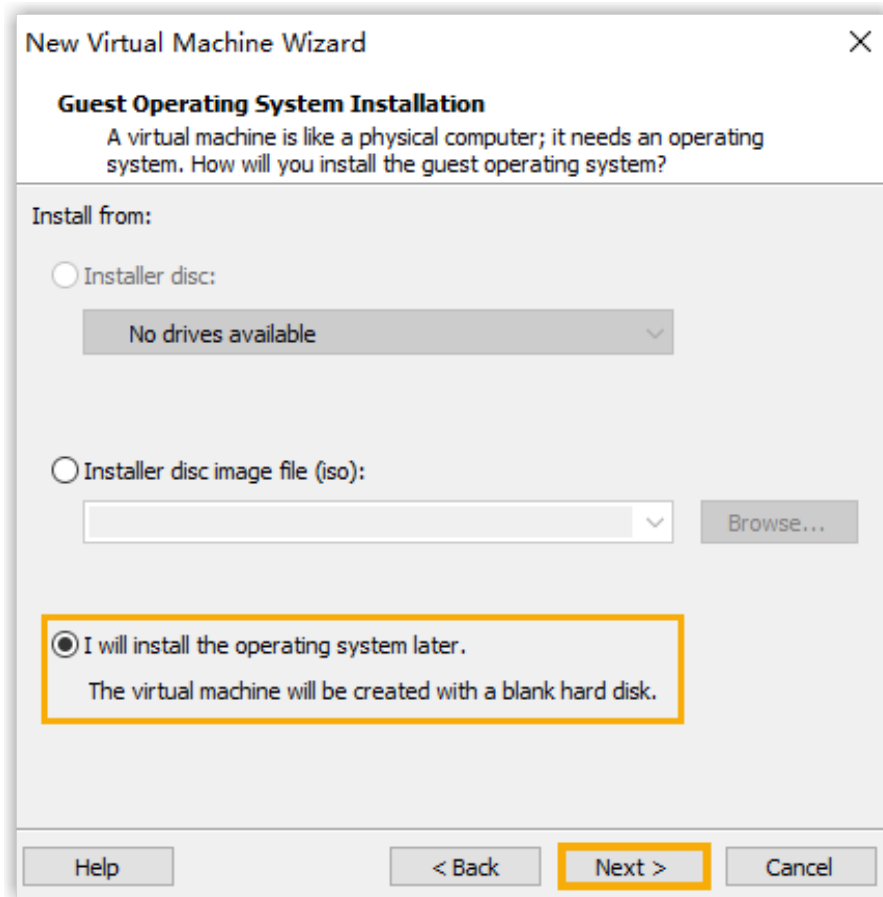 New Virtual Machine Wizard
Guest Operating System Installation
A virtual machine is like a physical computer; it needs an operating
system. How will you install the guest operating system?
Install from:
Installer disc:
No drives available
Installer disc image file (iso):
Browse...
I will install the operating system later.
The virtual machine will be created with a blank hard disk.
Help
< Back
Next >
Cancel